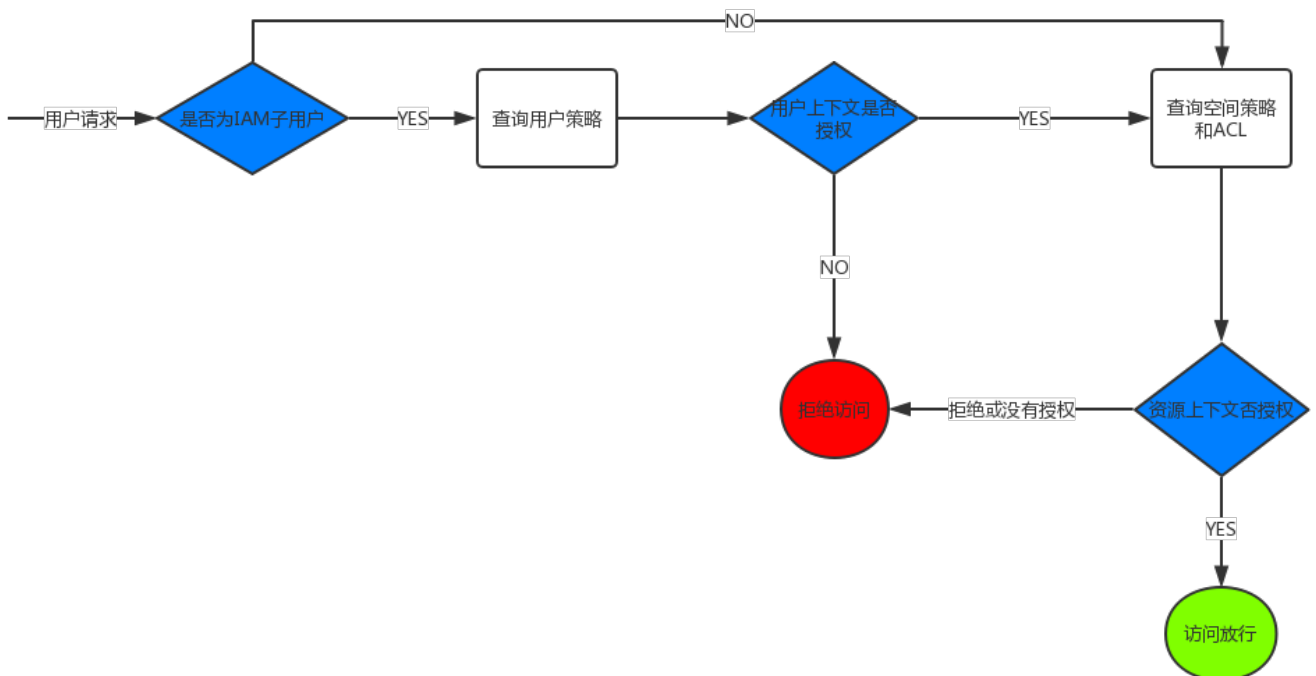 NO
用户请求
是否为IAM子用户
YES
查询用户策略
用户上下文是否
授权
YES
查询空间策略
和ACL
NO
拒绝访问
拒绝或没有授权
资源上下文否授权
YES
访问放行